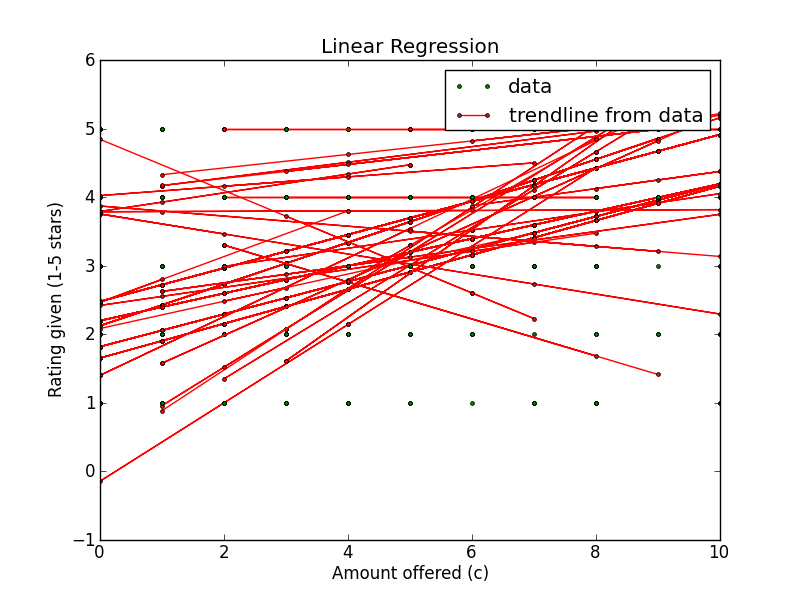 Linear Regression
data
trendline from data
6
5
4
3
2
1
0
−1
0 2 4 6 8 10
Rating given (1-5 stars)
Amount offered (c)